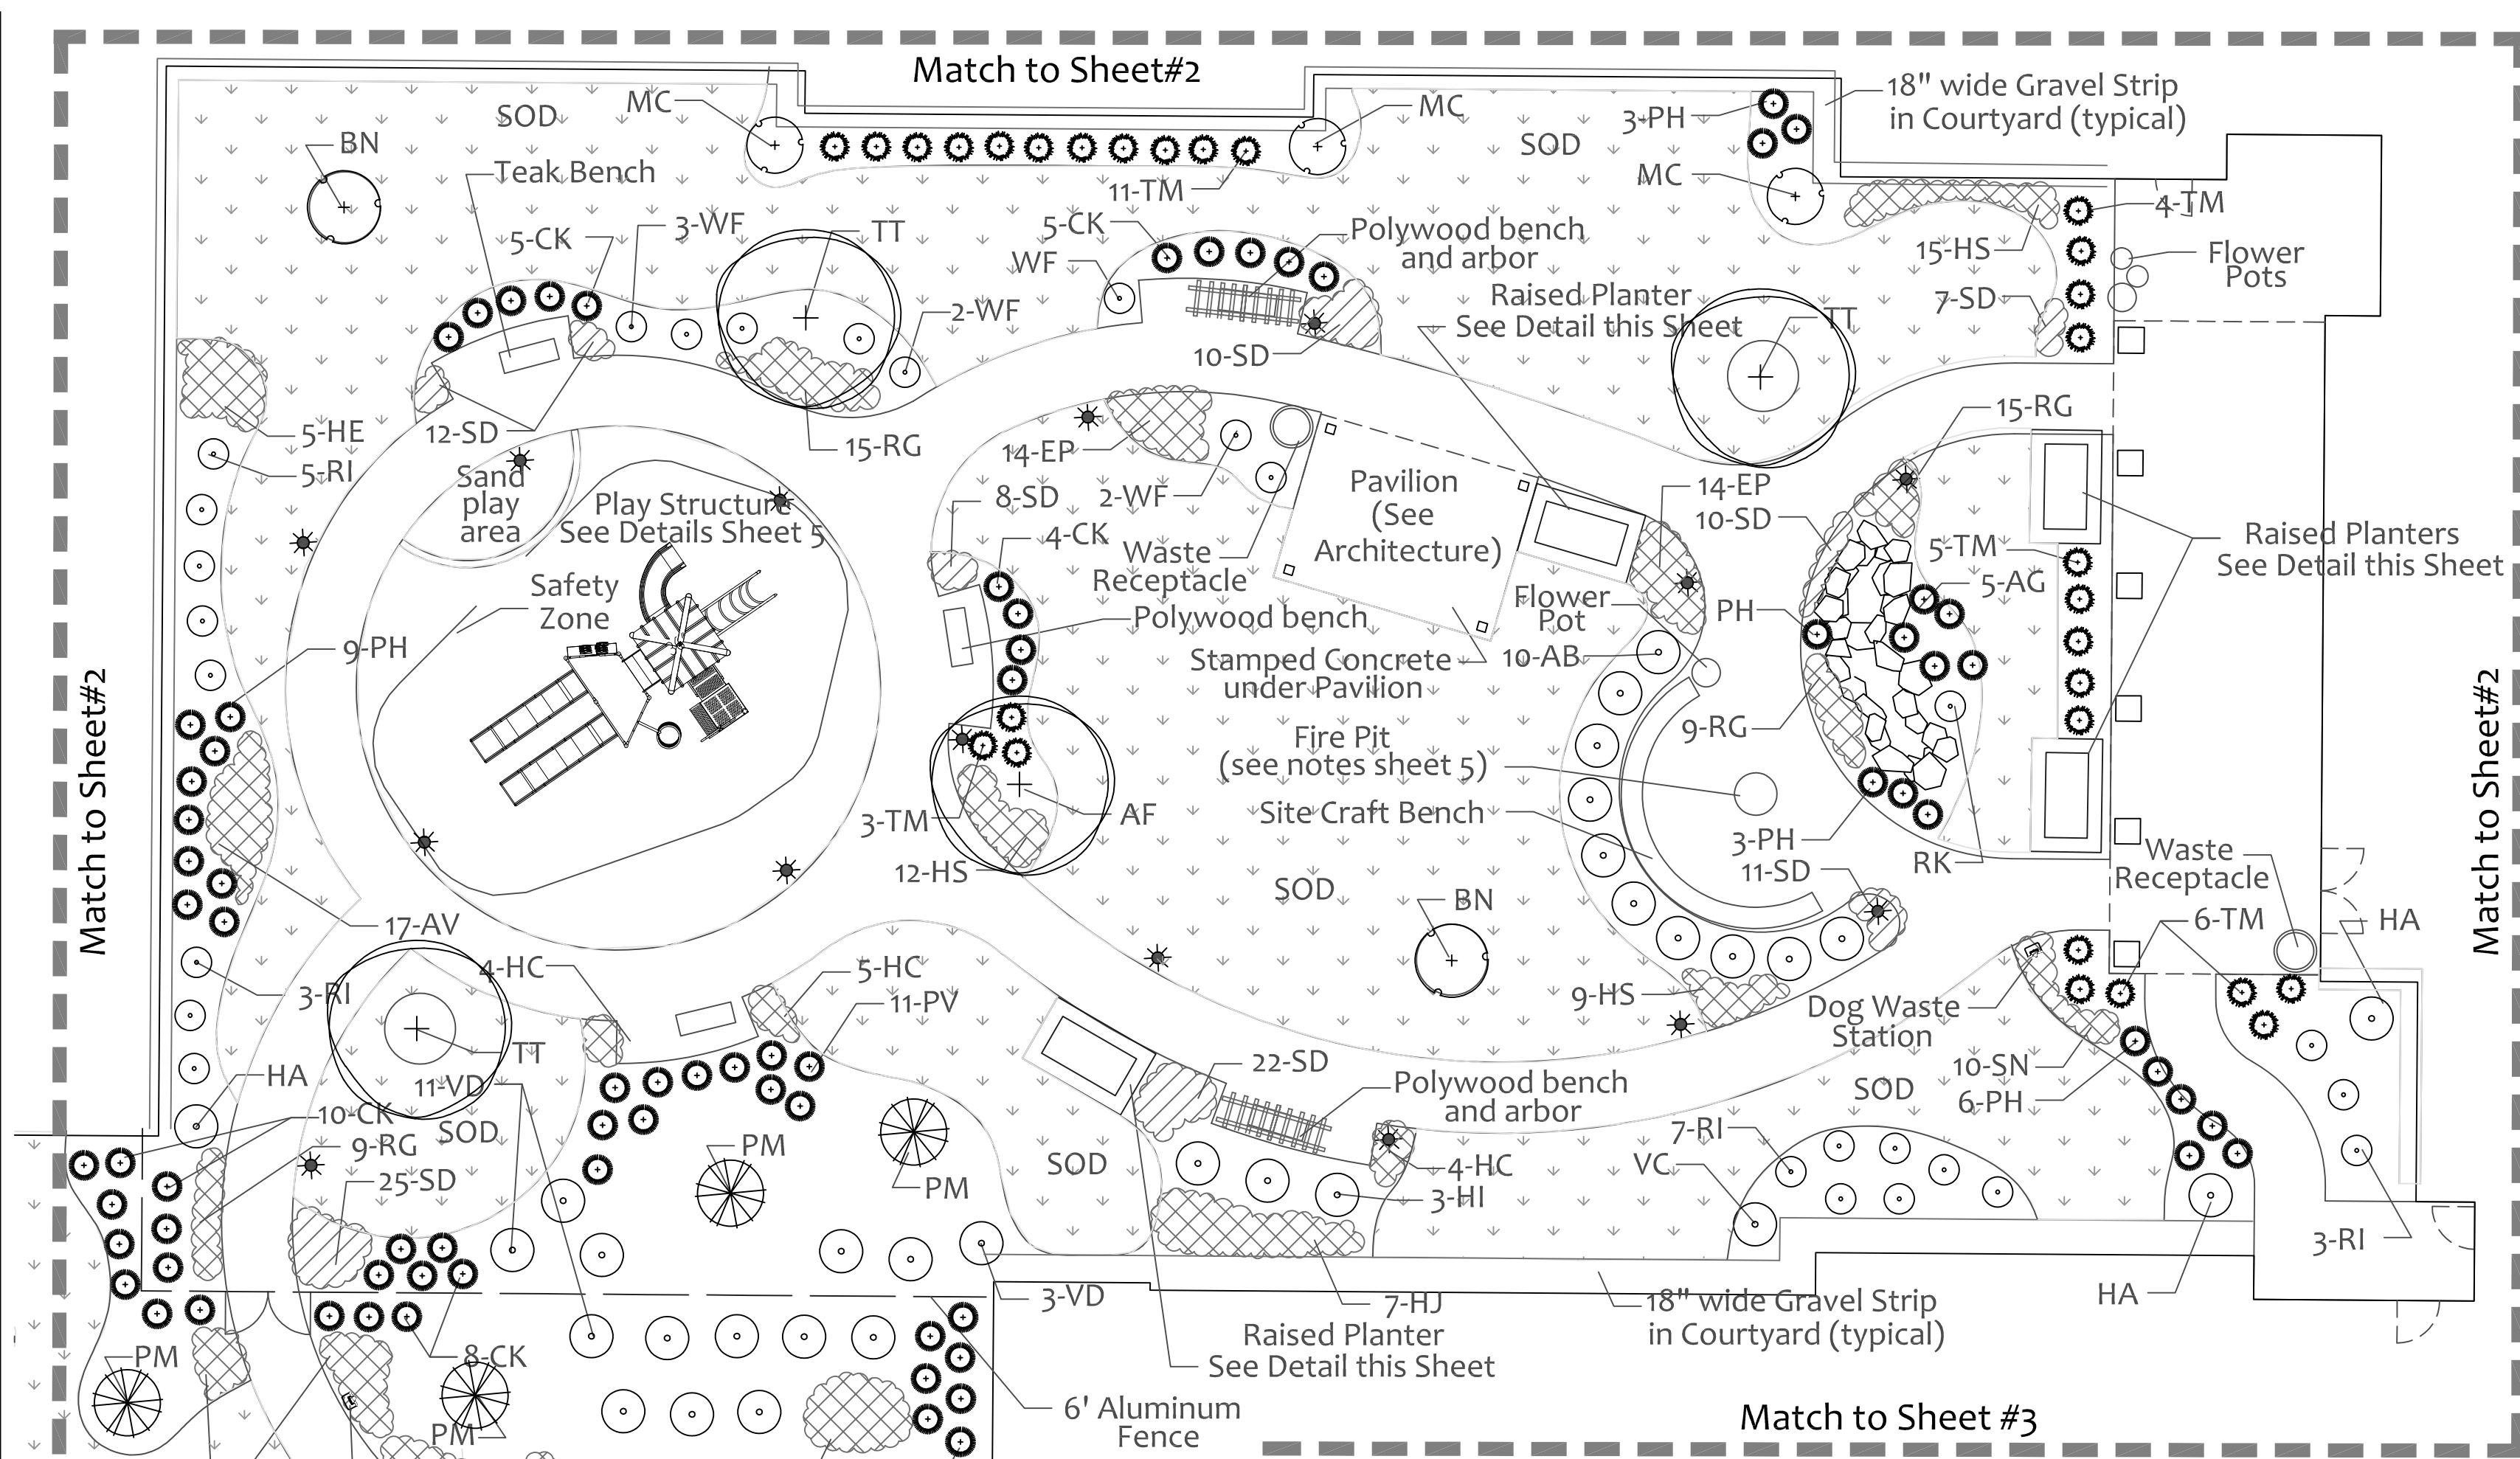 Match to Sheet#2
MC
MC
SOD
18" wide Gravel Strip
in Courtyard (typical)
3-PH
SOD
BN
Teak Bench
11-TM
MC
4-TM
5-CK
3-WF
TT
5-CK
Polywood bench
and arbor
15-HS
Flower
Pots
WF
Raised Planter
See Detail this Sheet
7-SD
2-WF
TT
10-SD
5-HE
12-SD
15-RG
15-RG
14-EP
5-RI
Sand
play
area
Play Structure
See Details Sheet 5
8-SD
2-WF
Pavilion
(See
Architecture)
14-EP
10-SD
4-CK
Waste
Receptacle
5-TM
Raised Planters
See Detail this Sheet
Safety
Zone
5-AG
Flower
Pot
PH
Polywood bench
9-PH
Stamped Concrete
under Pavilion
10-AB
Match to Sheet#2
Match to Sheet#2
9-RG
Fire Pit
(see notes sheet 5)
3-TM
AF
Site Craft Bench
3-PH
12-HS
11-SD
RK
Waste
Receptacle
SOD
BN
17-AV
6-TM
HA
4-HC
5-HC
3-RI
11-PV
9-HS
Dog Waste
Station
TT
22-SD
10-SN
HA
11-VD
Polywood bench
and arbor
SOD
6-PH
10-CK
SOD
9-RG
PM
7-RI
25-SD
PM
SOD
4-HC
VC
3-HI
3-RI
3-VD
7-HJ
18" wide Gravel Strip
in Courtyard (typical)
HA
Raised Planter
See Detail this Sheet
PM
8-CK
6' Aluminum
Fence
PM
Match to Sheet #3